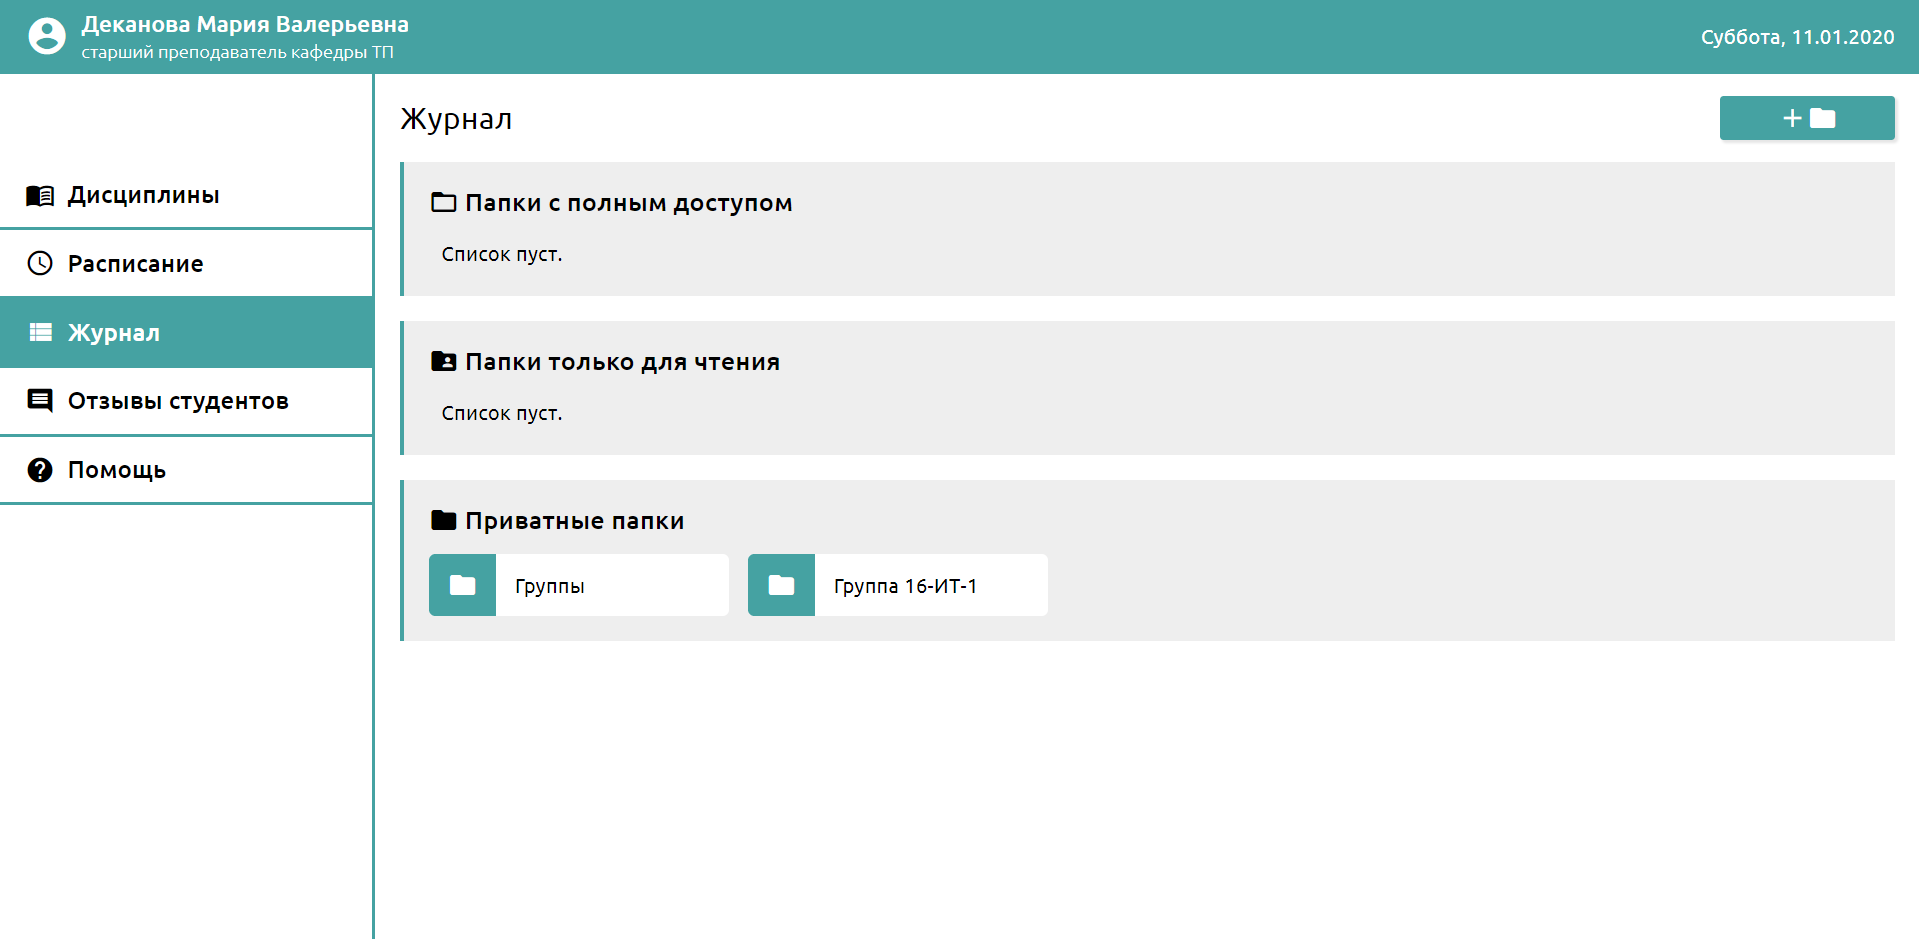 Деканова Мария Валерьевна
старший преподаватель кафедры ТП
Суббота, 11.01.2020
Дисциплины
Расписание
Журнал
Отзывы студентов
Помощь
Журнал
Папки с полным доступом
Список пуст.
Папки только для чтения
Список пуст.
Приватные папки
Группы
Группа 16-ИТ-1